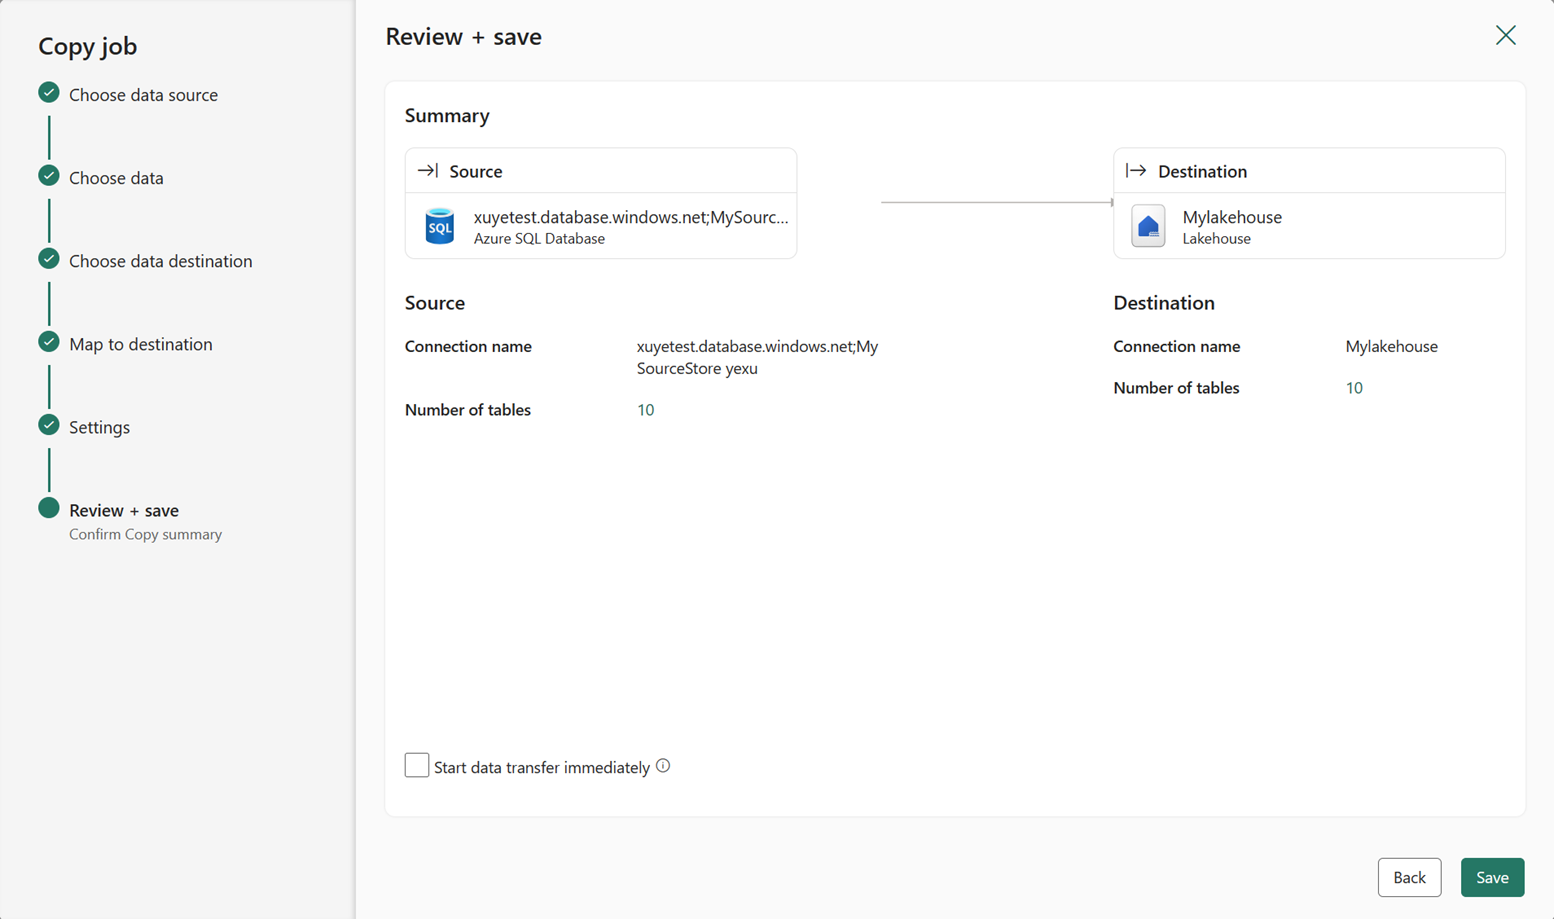 Copy job
Choose data source
Choose data
Choose data destination
Map to destination
Settings
Review + save
Confirm Copy summary
Review + save
Summary
Source
SQL
xuyetest.database.windows.net;MySourc...
Azure SQL Database
Destination
Mylakehouse
Lakehouse
Source
Connection name
xuyetest.database.windows.net;My
SourceStore yexu
Number of tables
10
Destination
Connection name
Mylakehouse
Number of tables
10
Start data transfer immediately
Back
Save